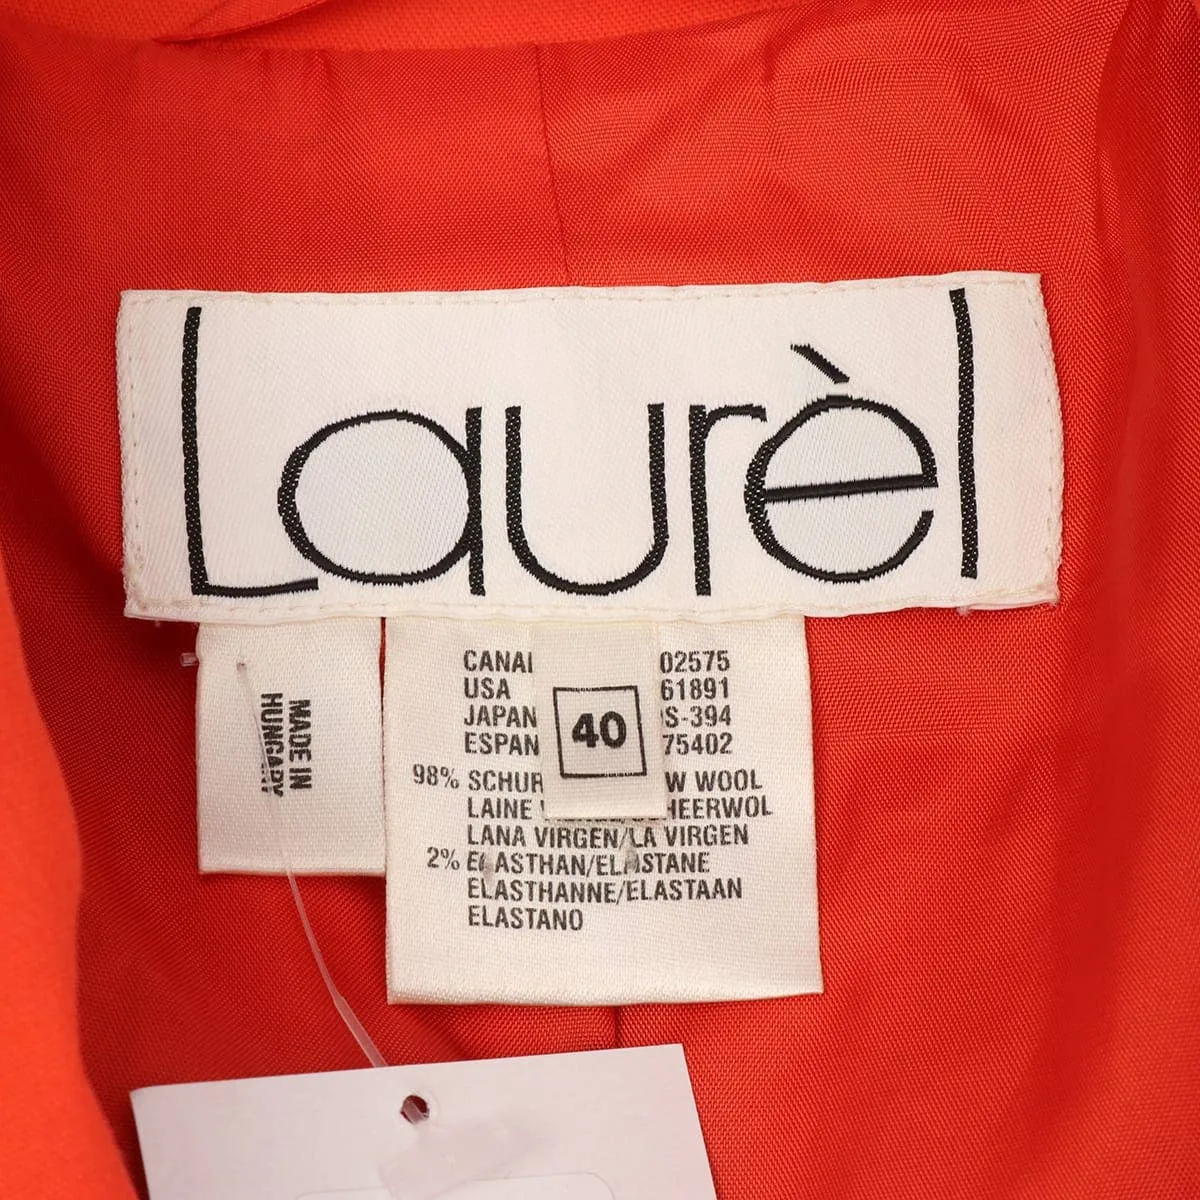 Laurèl
MADE IN
HUNGARY
40
CANA 02575
USA 61891
JAPAN S-394
ESPAN 75402
98% SCHUR W WOOL
LAINE HEERWOL
LANA VIRGEN/LA VIRGEN
2% ELASTHAN/ELASTANE
ELASTHANNE/ELASTAAN
ELASTANO